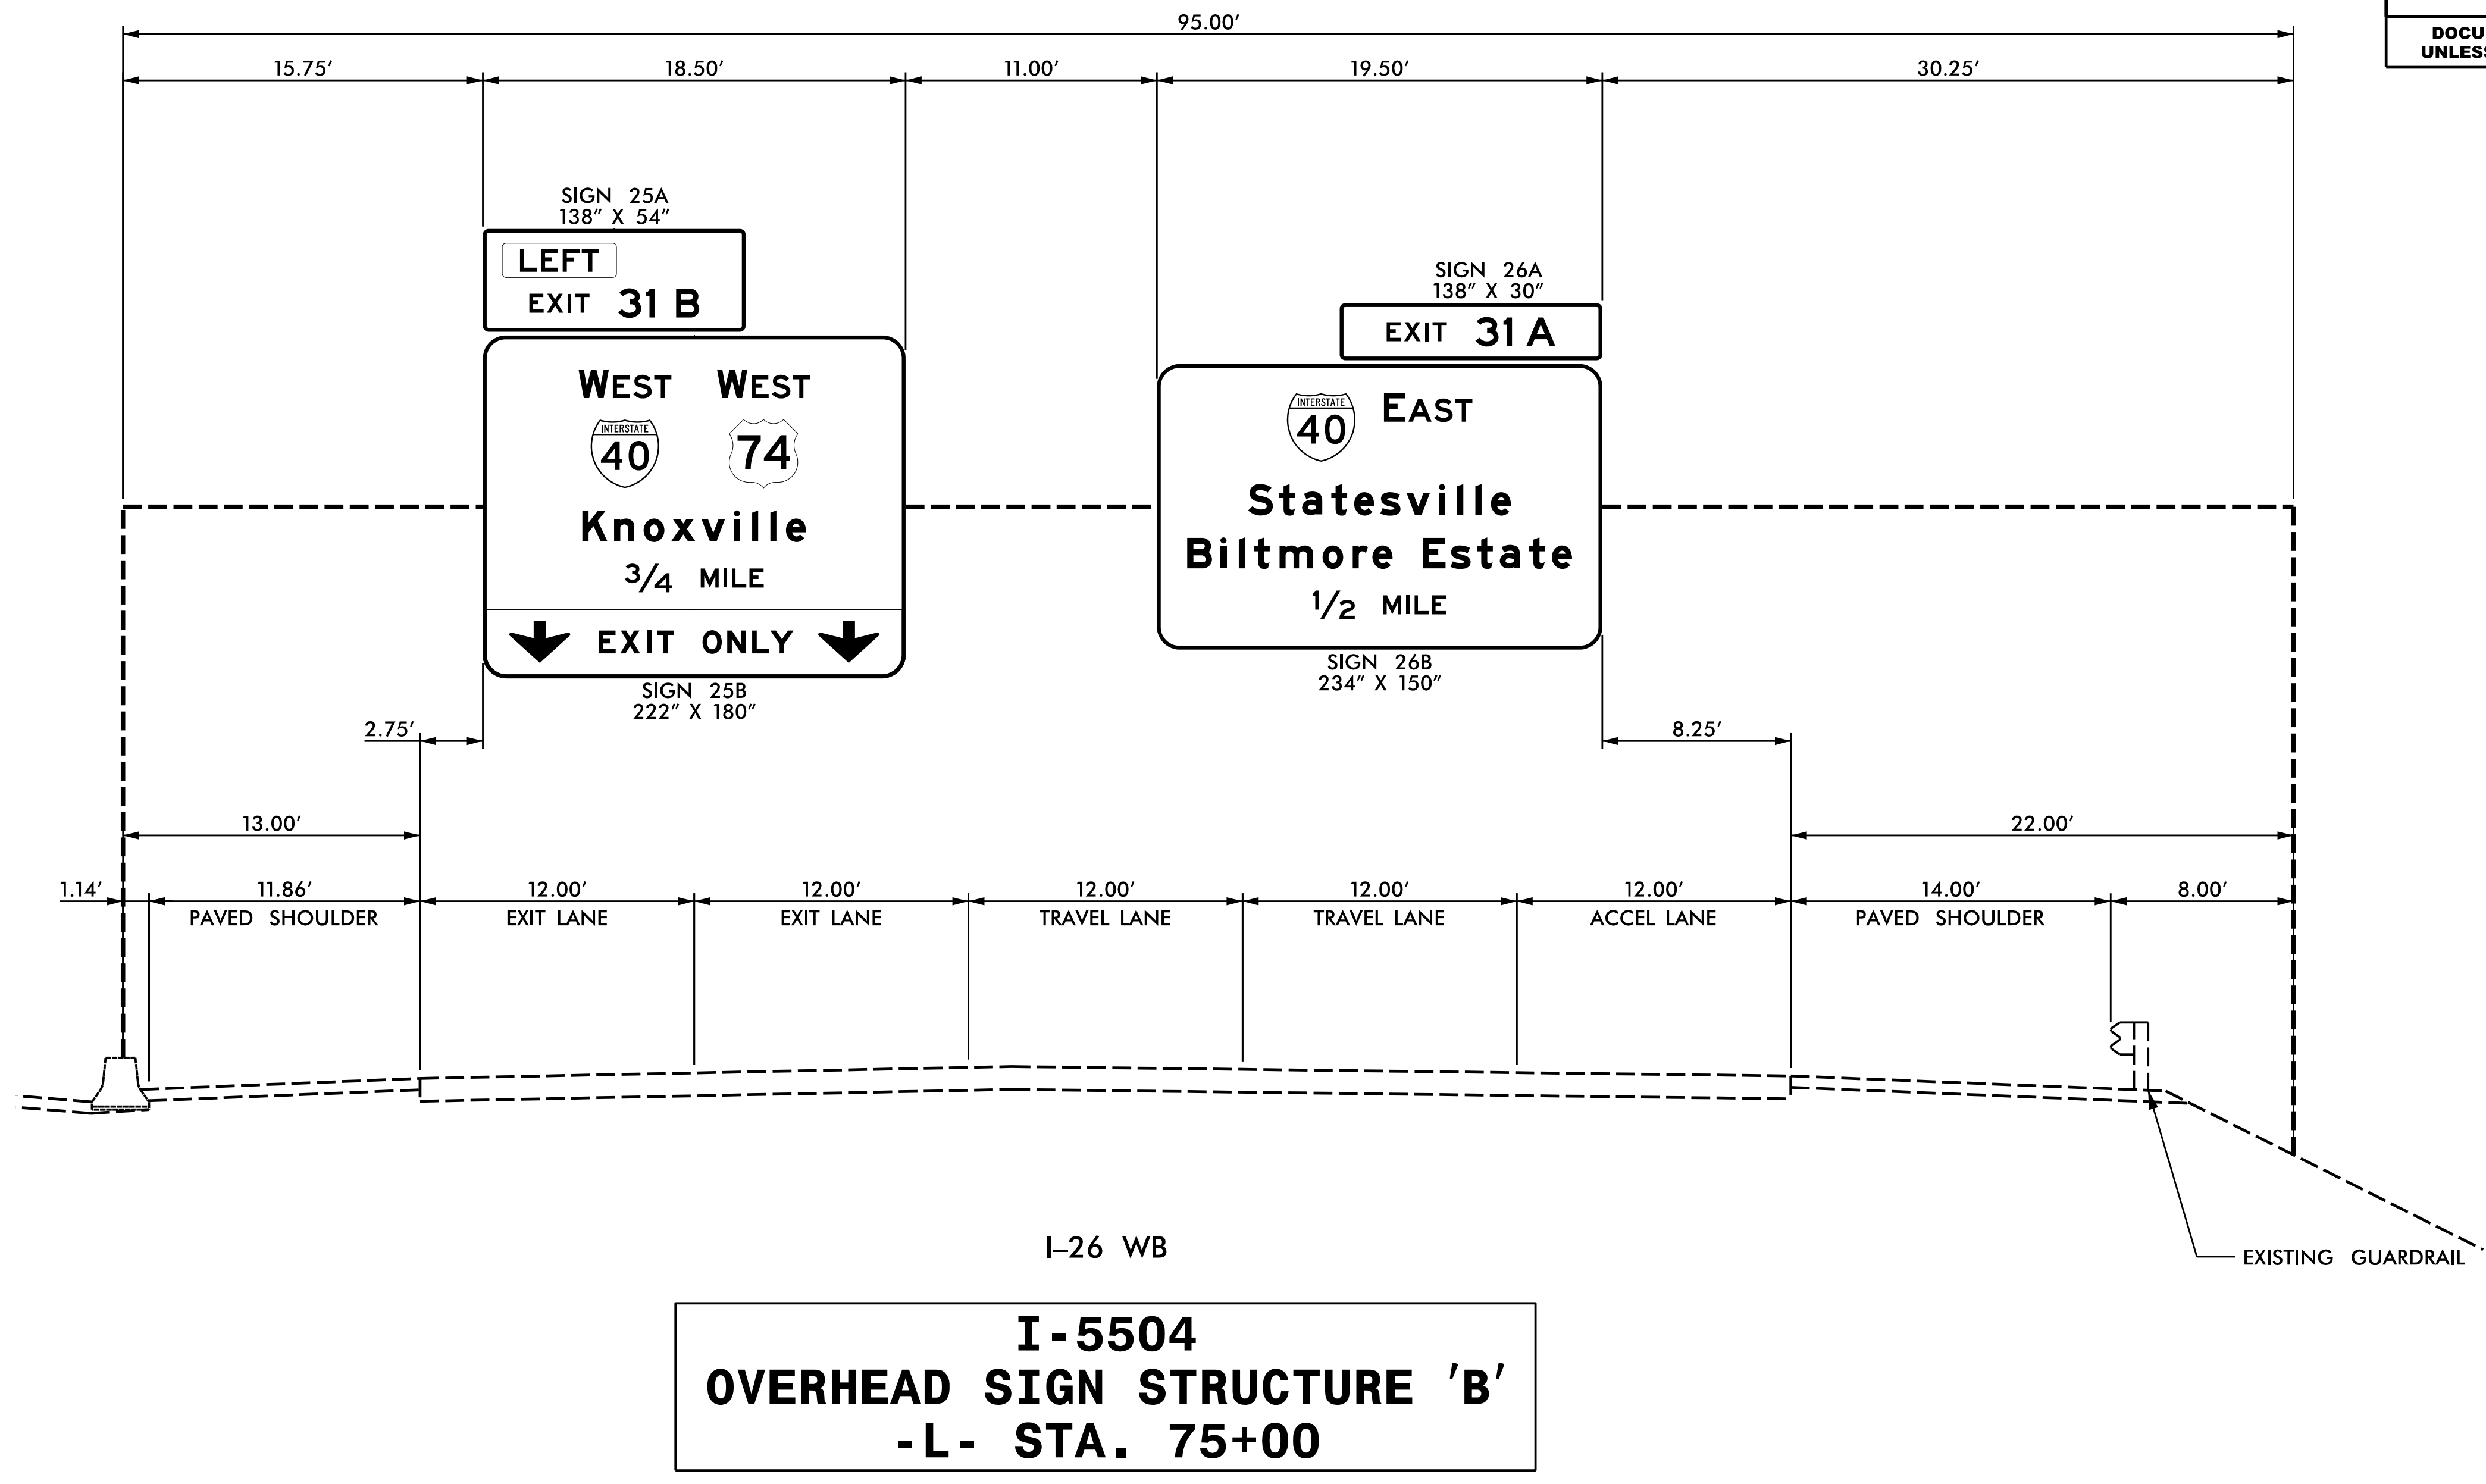 95.00'
DOCU
UNLESS
15.75' 18.50' 11.00' 19.50' 30.25'
SIGN 25A
138" X 54"
LEFT
EXIT 31 B
WEST WEST
INTERSTATE
40 74
Knoxville
3/4 MILE
EXIT ONLY
SIGN 25B
222" X 180"
SIGN 26A
138" X 30"
EXIT 31 A
INTERSTATE
40 EAST
Statesville
Biltmore Estate
1/2 MILE
SIGN 26B
234" X 150"
2.75' 8.25'
13.00' 22.00'
1.14' 11.86' 12.00' 12.00' 12.00' 12.00' 12.00' 14.00' 8.00'
PAVED SHOULDER EXIT LANE EXIT LANE TRAVEL LANE TRAVEL LANE ACCEL LANE PAVED SHOULDER
EXISTING GUARDRAIL
I-26 WB
I-5504
OVERHEAD SIGN STRUCTURE 'B'
-L- STA. 75+00